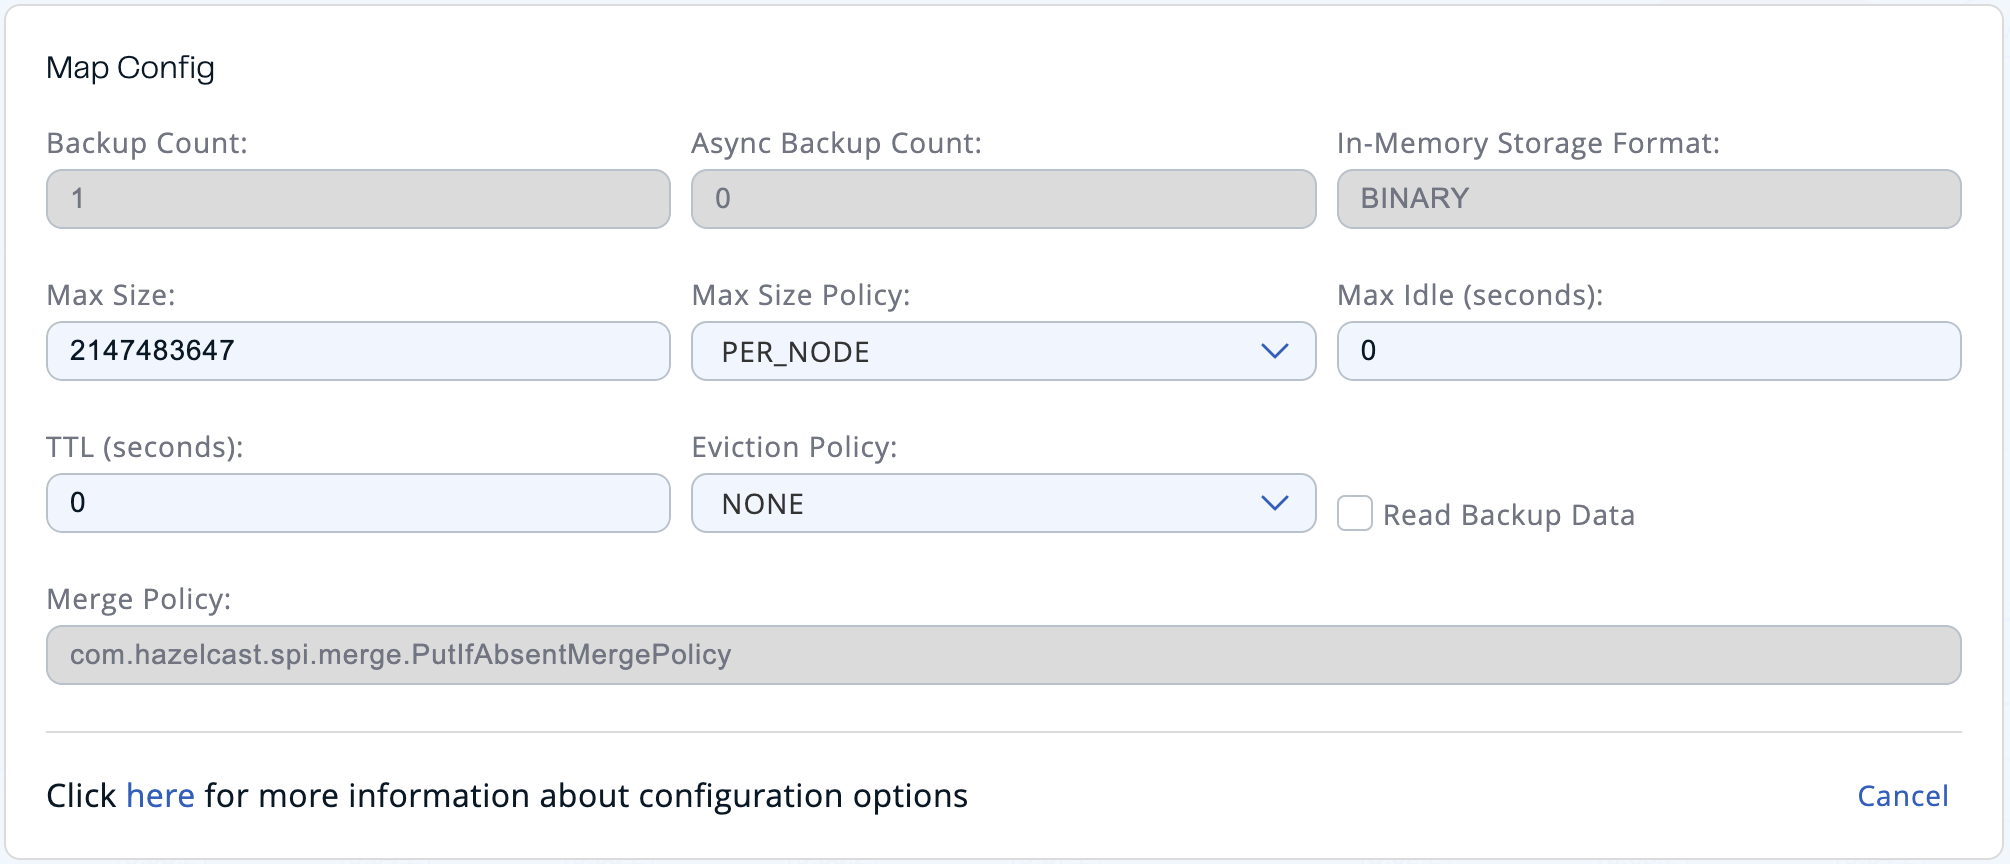 Map Config
Backup Count: Async Backup Count: In-Memory Storage Format:
1 0 BINARY
Max Size: Max Size Policy: Max Idle (seconds):
2147483647 PER_NODE 0
TTL (seconds): Eviction Policy:
0 NONE Read Backup Data
Merge Policy:
com.hazelcast.spi.merge.PutIfAbsentMergePolicy
Click here for more information about configuration options Cancel